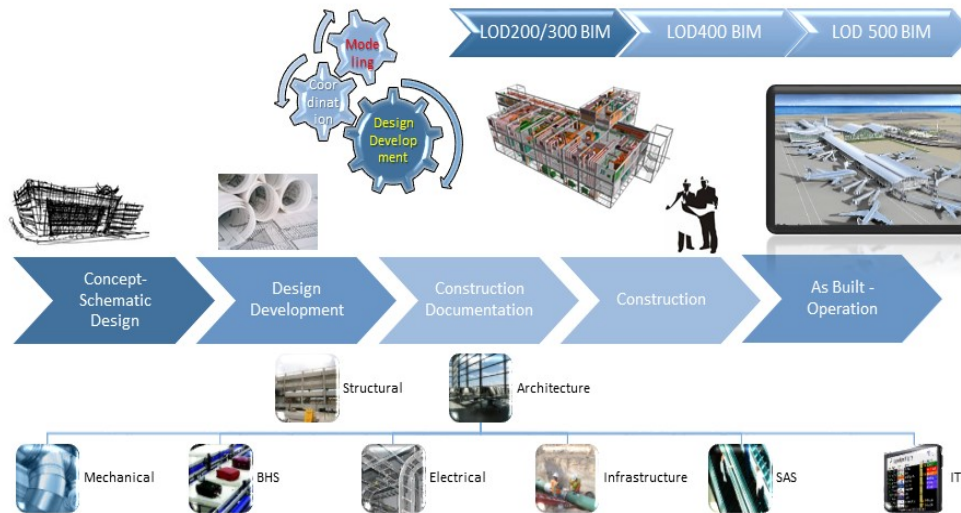 LOD200/300 BIM
LOD400 BIM
LOD 500 BIM
Mode
ling
Coor
dinat
ion
Design
Develop
ment
Concept-
Schematic
Design
Design
Development
Construction
Documentation
Construction
As Built -
Operation
Structural
Architecture
Mechanical
BHS
Electrical
Infrastructure
SAS
IT